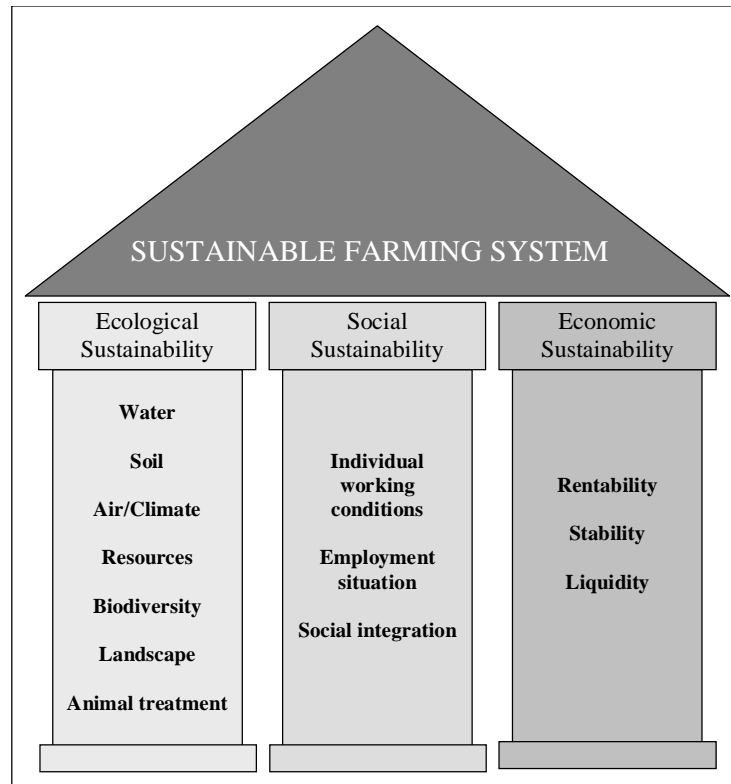 SUSTAINABLE FARMING SYSTEM
Ecological
Sustainability
Water
Soil
Air/Climate
Resources
Biodiversity
Landscape
Animal treatment
Social
Sustainability
Individual
working
conditions
Employment
situation
Social integration
Economic
Sustainability
Rentability
Stability
Liquidity